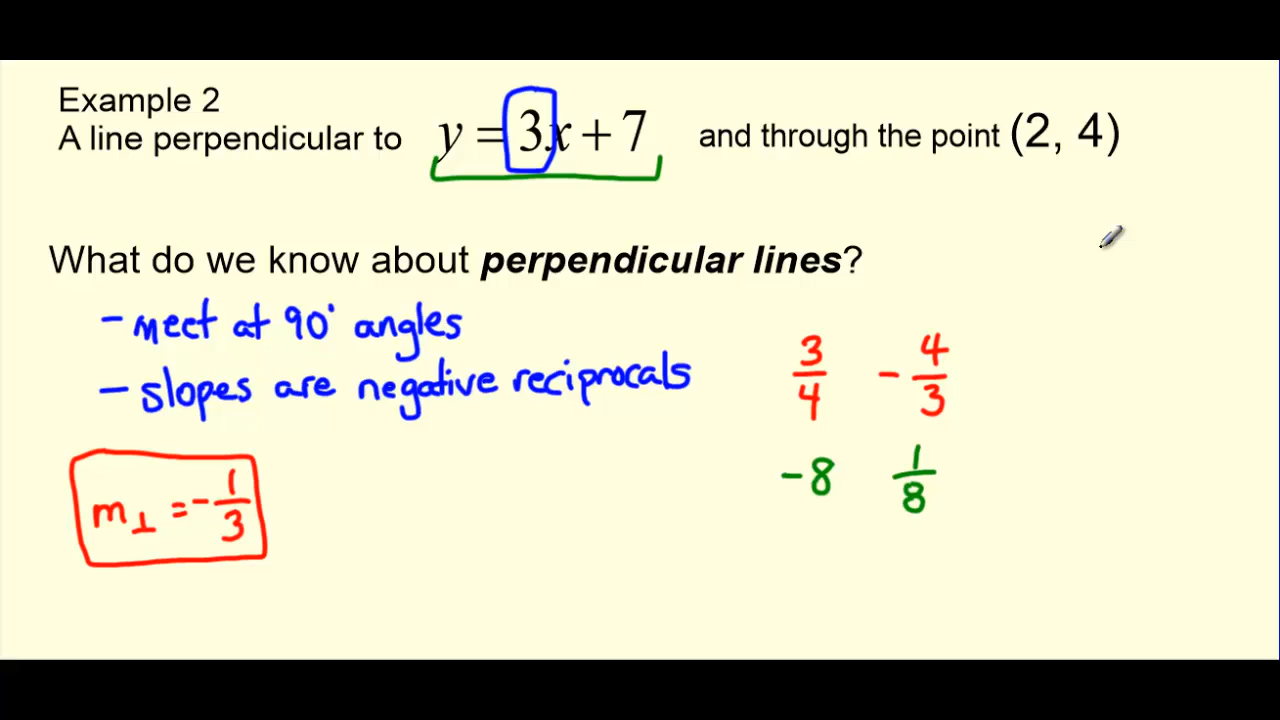 Example 2
A line perpendicular to y = 3x + 7 and through the point (2, 4)
What do we know about perpendicular lines?
- meet at 90° angles
- slopes are negative reciprocals
3/4 - 4/3
-8 1/8
m⊥ = - 1/3